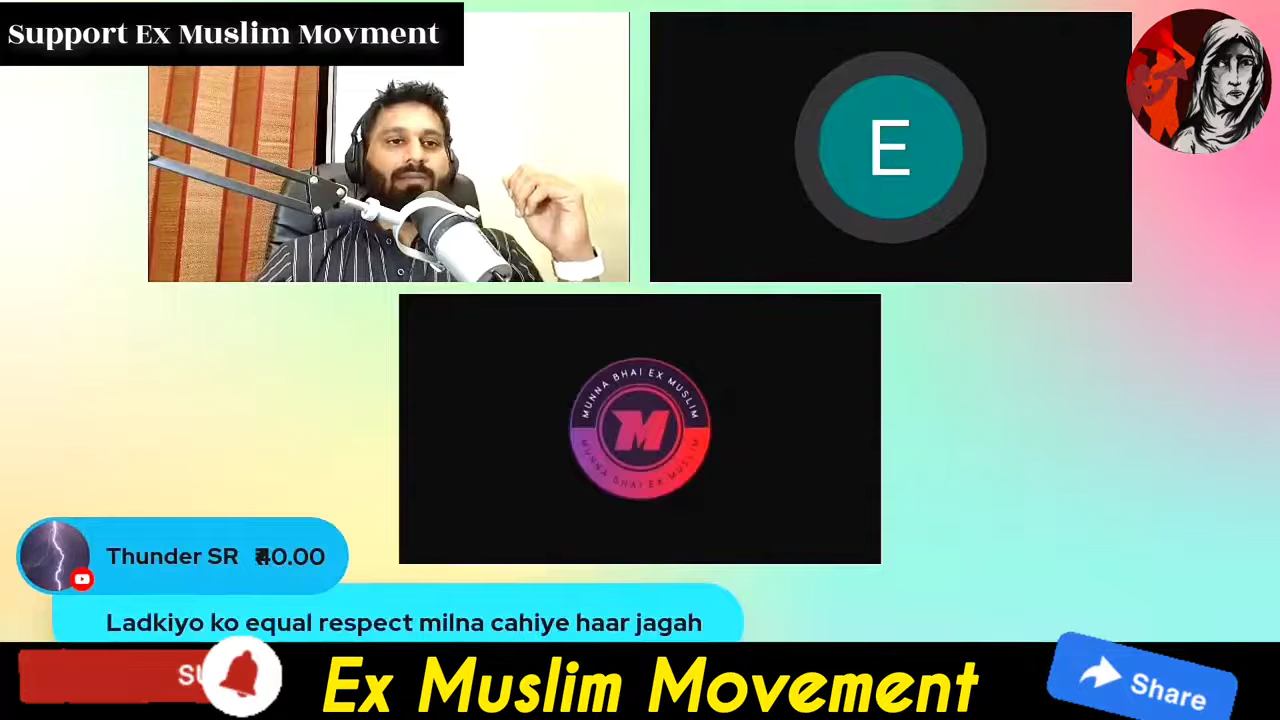 Support Ex Muslim Movment
E
MUNNA BHAI EX MUSLIM
M
MUNNA BHAI EX MUSLIM
Thunder SR ₹40.00
Ladkiyo ko equal respect milna cahiye haar jagah
Ex Muslim Movement
Share